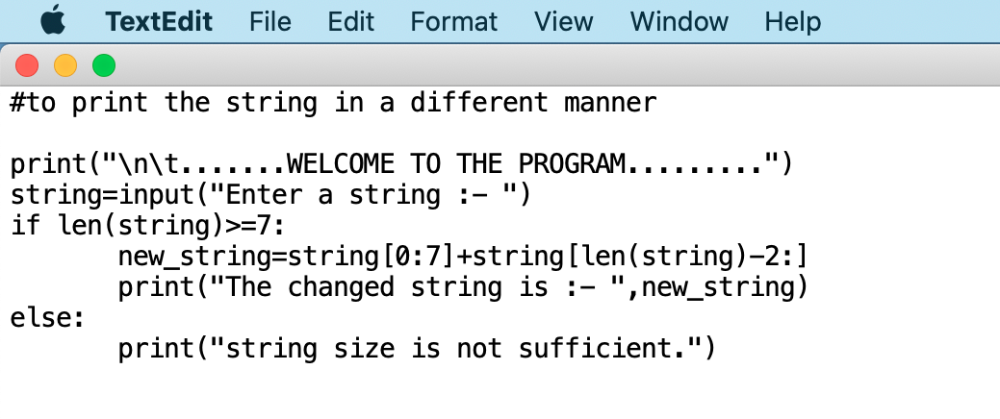 TextEdit File Edit Format View Window Help
#to print the string in a different manner
print("\n\t.......WELCOME TO THE PROGRAM.........")
string=input("Enter a string :- ")
if len(string)>=7:
        new_string=string[0:7]+string[len(string)-2:]
        print("The changed string is :- ",new_string)
else:
        print("string size is not sufficient.")